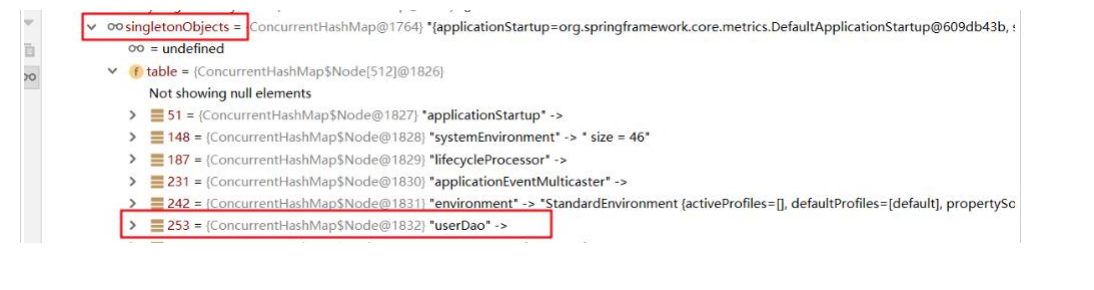 singletonObjects = {ConcurrentHashMap@1764} "{applicationStartup=org.springframework.core.metrics.DefaultApplicationStartup@609db43b,
= undefined
table = {ConcurrentHashMap$Node[512]@1826}
Not showing null elements
51 = {ConcurrentHashMap$Node@1827} "applicationStartup" ->
148 = {ConcurrentHashMap$Node@1828} "systemEnvironment" -> " size = 46"
187 = {ConcurrentHashMap$Node@1829} "lifecycleProcessor" ->
231 = {ConcurrentHashMap$Node@1830} "applicationEventMulticaster" ->
242 = {ConcurrentHashMap$Node@1831} "environment" -> "StandardEnvironment {activeProfiles=[], defaultProfiles=[default], propertySo
253 = {ConcurrentHashMap$Node@1832} "userDao" ->